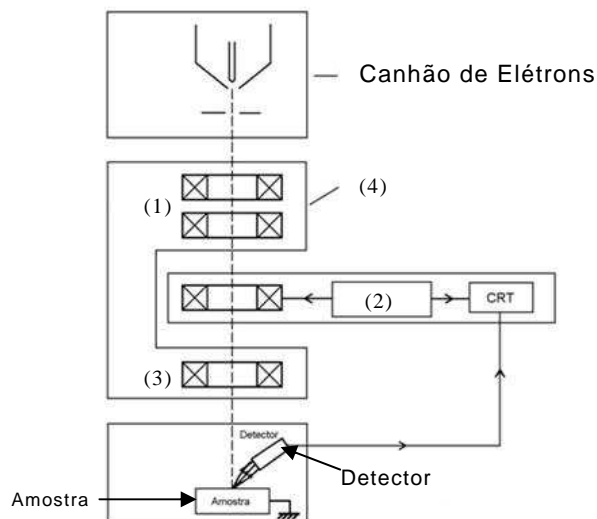 Canhão de Elétrons
(4)
(1)
(2)
CRT
(3)
Detector
Detector
Amostra
Amostra